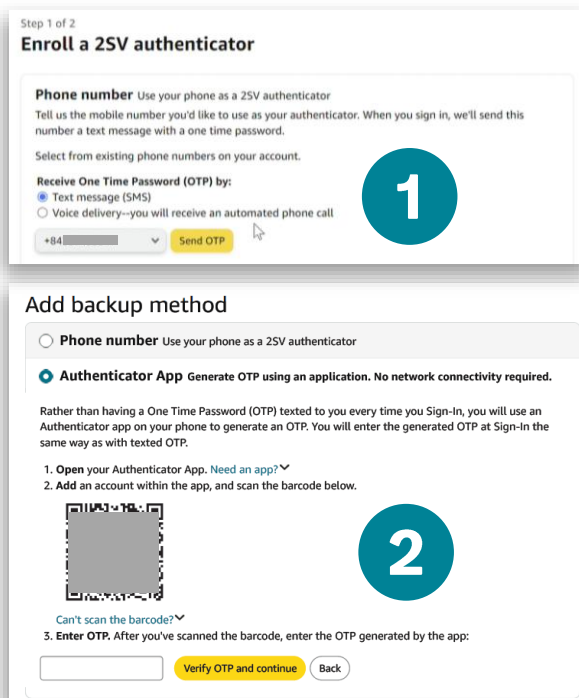 Step 1 of 2
Enroll a 2SV authenticator
Phone number Use your phone as a 2SV authenticator
Tell us the mobile number you'd like to use as your authenticator. When you sign in, we'll send this
number a text message with a one time password.
Select from existing phone numbers on your account.
Receive One Time Password (OTP) by:
Text message (SMS)
Voice delivery--you will receive an automated phone call
+84
Send OTP
1
Add backup method
Phone number Use your phone as a 2SV authenticator
Authenticator App Generate OTP using an application. No network connectivity required.
Rather than having a One Time Password (OTP) texted to you every time you Sign-In, you will use an
Authenticator app on your phone to generate an OTP. You will enter the generated OTP at Sign-In the
same way as with texted OTP.
1. Open your Authenticator App. Need an app?
2. Add an account within the app, and scan the barcode below.
2
Can't scan the barcode?
3. Enter OTP. After you've scanned the barcode, enter the OTP generated by the app:
Verify OTP and continue
Back